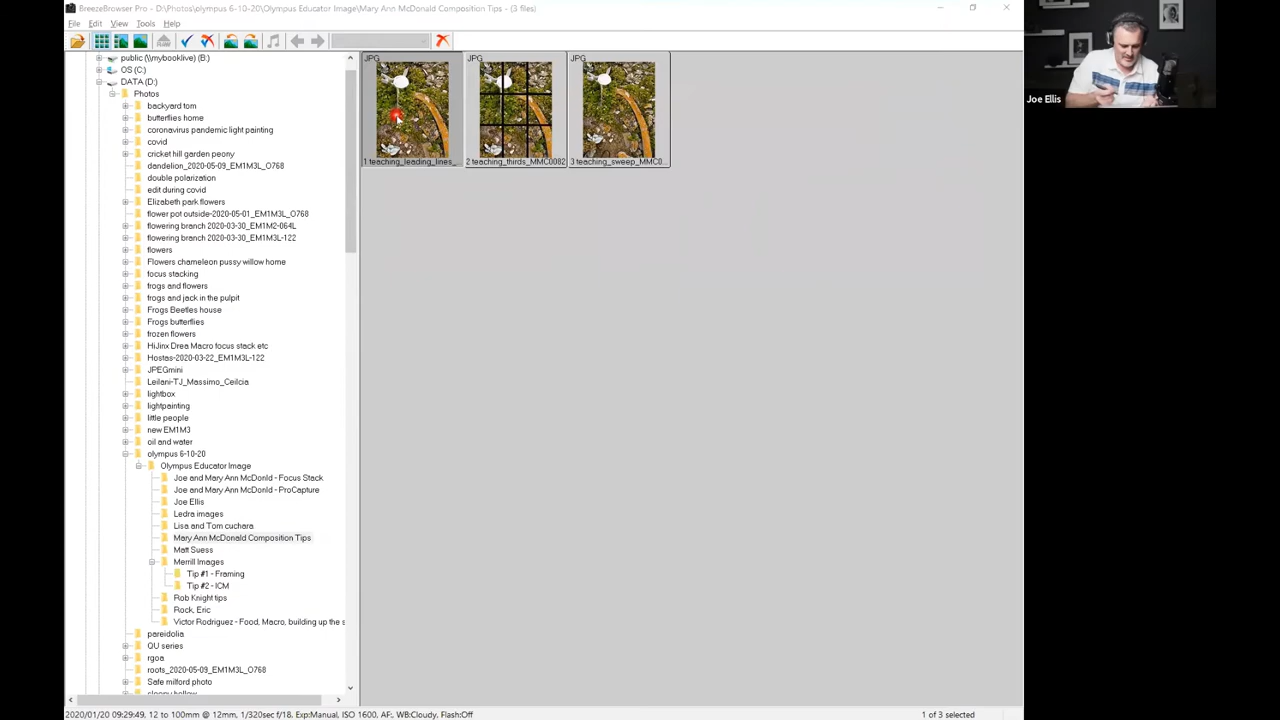 BreezeBrowser Pro - D:\Photos\olympus 6-10-20\Olympus Educator Image\Mary Ann McDonald Composition Tips - (3 files)
File Edit View Tools Help
RAW
public (\\mybooklive) (B:)
OS (C:)
DATA (D:)
Photos
backyard tom
butterflies home
coronavirus pandemic light painting
covid
cricket hill garden peony
dandelion_2020-05-09_EM1M3L_O768
double polarization
edit during covid
Elizabeth park flowers
flower pot outside-2020-05-01_EM1M3L_O768
flowering branch 2020-03-30_EM1M2-064L
flowering branch 2020-03-30_EM1M3L-122
flowers
Flowers chameleon pussy willow home
focus stacking
frogs and flowers
frogs and jack in the pulpit
Frogs Beetles house
Frogs butterflies
frozen flowers
HiJinx Drea Macro focus stack etc
Hostas-2020-03-22_EM1M3L-122
JPEGmini
Leilani-TJ_Massimo_Ceilcia
lightbox
lightpainting
little people
new EM1M3
oil and water
olympus 6-10-20
Olympus Educator Image
Joe and Mary Ann McDonld - Focus Stack
Joe and Mary Ann McDonld - ProCapture
Joe Ellis
Ledra images
Lisa and Tom cuchara
Mary Ann McDonald Composition Tips
Matt Suess
Merrill Images
Tip #1 - Framing
Tip #2 - ICM
Rob Knight tips
Rock, Eric
Victor Rodriguez - Food, Macro, building up the s
pareidolia
QU series
rgoa
roots_2020-05-09_EM1M3L_O768
Safe milford photo
sleepy hollow
JPG JPG JPG
1 teaching_leading_lines_... 2 teaching_thirds_MMC0082 3 teaching_sweep_MMC0...
Joe Ellis
2020/01/20 09:29:49, 12 to 100mm @ 12mm, 1/320sec f/18, Exp:Manual, ISO 1600, AF:, WB:Cloudy, Flash:Off 1 of 3 selected